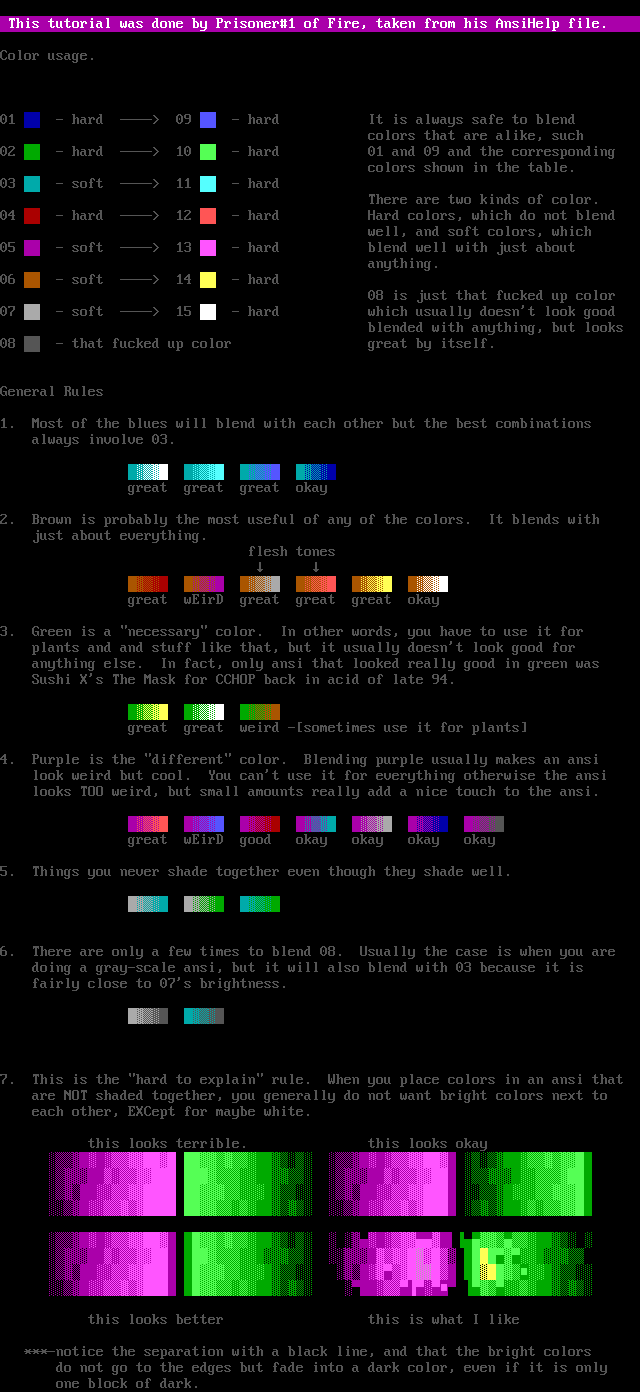 This tutorial was done by Prisoner#1 of Fire, taken from his AnsiHelp file.
Color usage.
01 - hard ———> 09 - hard
02 - hard ———> 10 - hard
03 - soft ———> 11 - hard
04 - hard ———> 12 - hard
05 - soft ———> 13 - hard
06 - soft ———> 14 - hard
07 - soft ———> 15 - hard
08 - that fucked up color
It is always safe to blend
colors that are alike, such
01 and 09 and the corresponding
colors shown in the table.
There are two kinds of color.
Hard colors, which do not blend
well, and soft colors, which
blend well with just about
anything.
08 is just that fucked up color
which usually doesn't look good
blended with anything, but looks
great by itself.
General Rules
1. Most of the blues will blend with each other but the best combinations
always involve 03.
great great great okay
2. Brown is probably the most useful of any of the colors. It blends with
just about everything.
flesh tones
↓ ↓
great wEirD great great great okay
3. Green is a "necessary" color. In other words, you have to use it for
plants and and stuff like that, but it usually doesn't look good for
anything else. In fact, only ansi that looked really good in green was
Sushi X's The Mask for CCHOP back in acid of late 94.
great great weird -[sometimes use it for plants]
4. Purple is the "different" color. Blending purple usually makes an ansi
look weird but cool. You can't use it for everything otherwise the ansi
looks TOO weird, but small amounts really add a nice touch to the ansi.
great wEirD good okay okay okay okay
5. Things you never shade together even though they shade well.
6. There are only a few times to blend 08. Usually the case is when you are
doing a gray-scale ansi, but it will also blend with 03 because it is
fairly close to 07's brightness.
7. This is the "hard to explain" rule. When you place colors in an ansi that
are NOT shaded together, you generally do not want bright colors next to
each other, EXCept for maybe white.
this looks terrible. this looks okay
this looks better this is what I like
***-notice the separation with a black line, and that the bright colors
do not go to the edges but fade into a dark color, even if it is only
one block of dark.